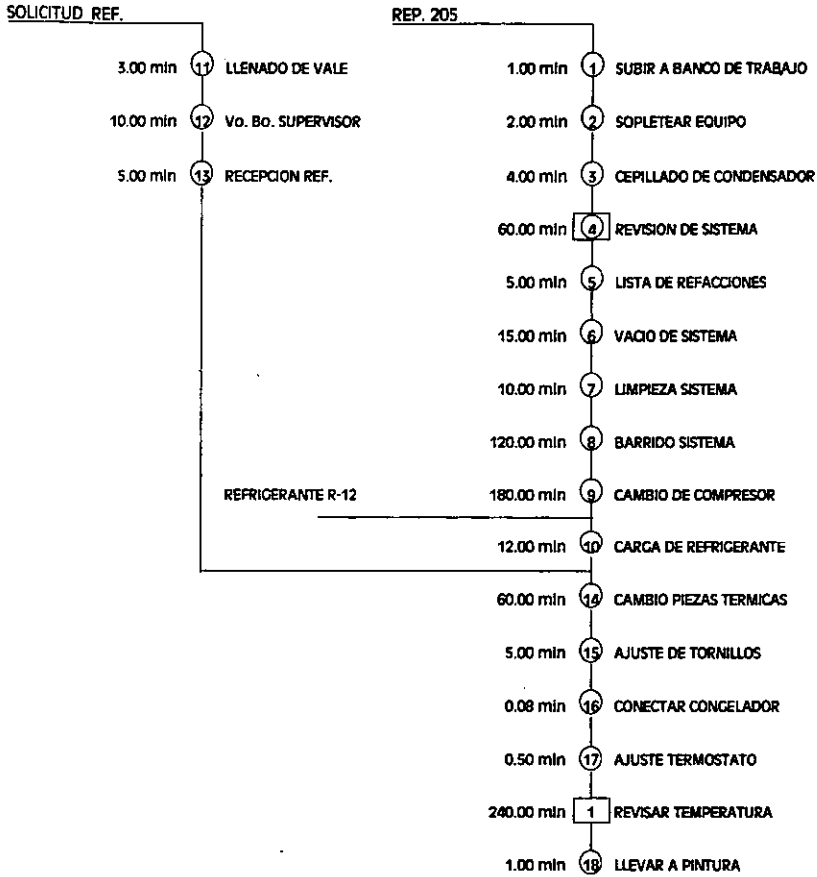 SOLICITUD REF.
3.00 min 11 LLENADO DE VALE
10.00 min 12 Vo. Bo. SUPERVISOR
5.00 min 13 RECEPCION REF.
REP. 205
1.00 min 1 SUBIR A BANCO DE TRABAJO
2.00 min 2 SOPLETEAR EQUIPO
4.00 min 3 CEPILLADO DE CONDENSADOR
60.00 min 4 REVISION DE SISTEMA
5.00 min 5 LISTA DE REFACCIONES
15.00 min 6 VACIO DE SISTEMA
10.00 min 7 LIMPIEZA SISTEMA
120.00 min 8 BARRIDO SISTEMA
180.00 min 9 CAMBIO DE COMPRESOR
REFRIGERANTE R-12
12.00 min 10 CARGA DE REFRIGERANTE
60.00 min 14 CAMBIO PIEZAS TERMICAS
5.00 min 15 AJUSTE DE TORNILLOS
0.08 min 16 CONECTAR CONGELADOR
0.50 min 17 AJUSTE TERMOSTATO
240.00 min 1 REVISAR TEMPERATURA
1.00 min 18 LLEVAR A PINTURA